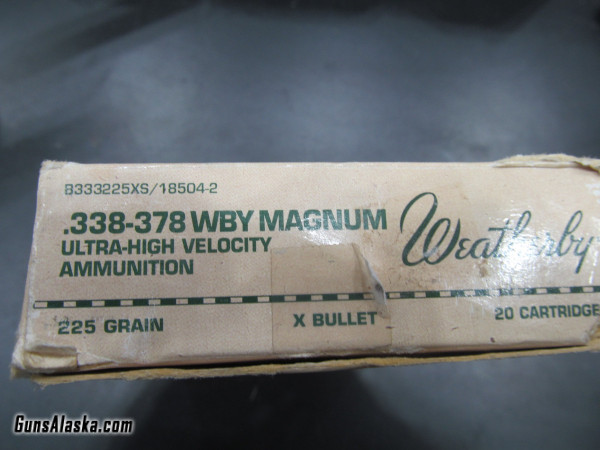 B333225XS/18504-2
.338-378 WBY MAGNUM
ULTRA-HIGH VELOCITY
AMMUNITION
Weatherby
225 GRAIN X BULLET 20 CARTRIDGE
GunsAlaska.com